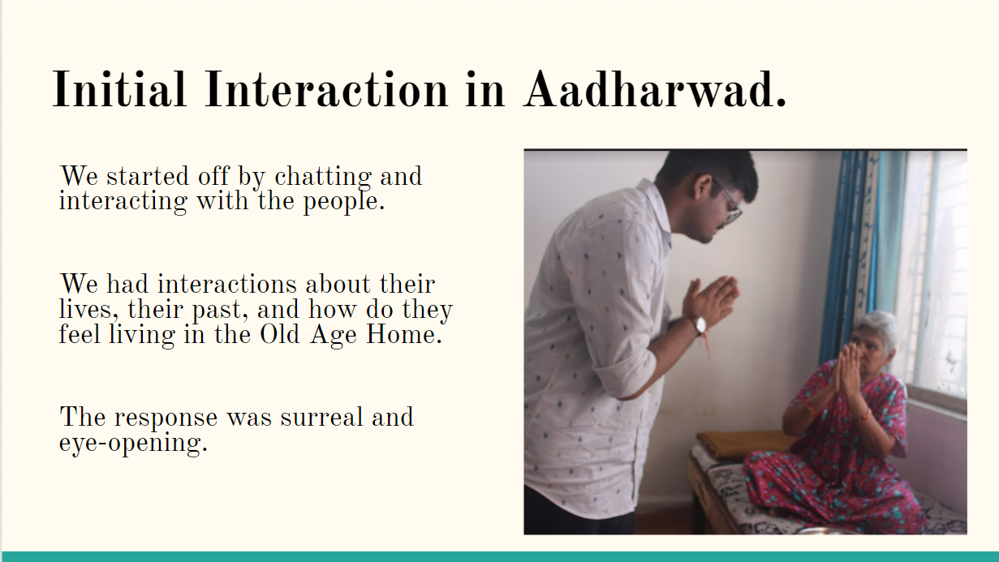 Initial Interaction in Aadharwad.
We started off by chatting and
interacting with the people.
We had interactions about their
lives, their past, and how do they
feel living in the Old Age Home.
The response was surreal and
eye-opening.